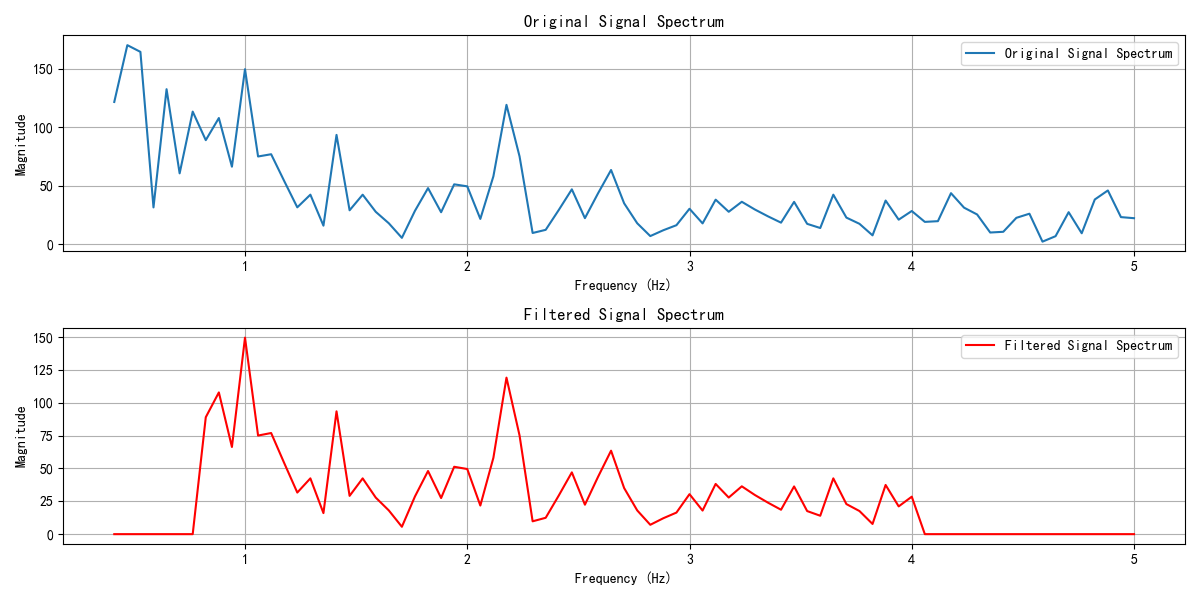 Original Signal Spectrum
Original Signal Spectrum
Magnitude
150
100
50
0
1 2 3 4 5
Frequency (Hz)
Filtered Signal Spectrum
Filtered Signal Spectrum
Magnitude
150
125
100
75
50
25
0
1 2 3 4 5
Frequency (Hz)